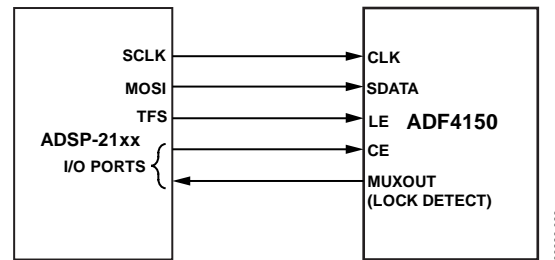 SCLK
CLK
MOSI
SDATA
TFS
LE
ADF4150
ADSP-21xx
I/O PORTS
CE
MUXOUT
(LOCK DETECT)